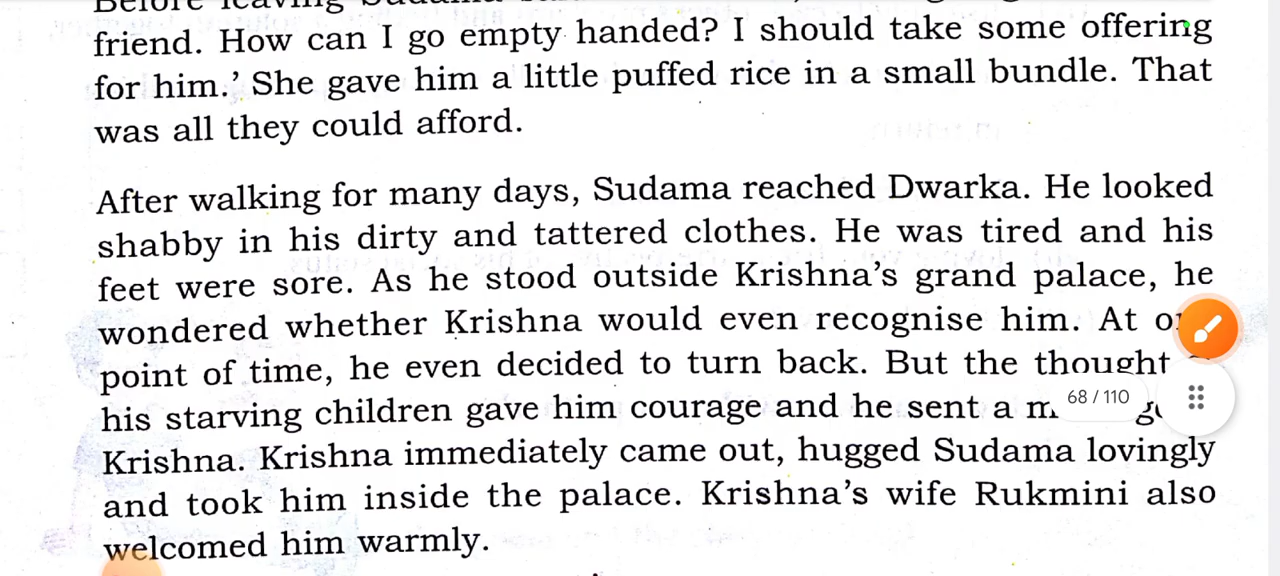 friend. How can I go empty handed? I should take some offering
for him.' She gave him a little puffed rice in a small bundle. That
was all they could afford.
After walking for many days, Sudama reached Dwarka. He looked
shabby in his dirty and tattered clothes. He was tired and his
feet were sore. As he stood outside Krishna's grand palace, he
wondered whether Krishna would even recognise him. At
point of time, he even decided to turn back. But the thought
his starving children gave him courage and he sent a
68 / 110
Krishna. Krishna immediately came out, hugged Sudama lovingly
and took him inside the palace. Krishna's wife Rukmini also
welcomed him warmly.